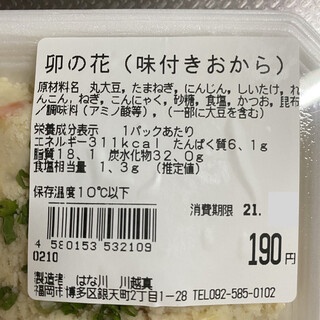 卯の花（味付きおから）
原材料名 丸大豆，たまねぎ，にんじん，しいたけ，れ
んこん，ねぎ，こんにゃく，砂糖，食塩，かつお，昆布
／調味料（アミノ酸等），（一部に大豆を含む）
栄養成分表示 1パックあたり
エネルギー311kcal たんぱく質6.1g
脂質18.1 炭水化物32.0g
食塩相当量 1.3g （推定値）
保存温度10℃以下
消費期限 21.
4 580153 532109
190円
0210
製造者 はな川 川越真
福岡市博多区銀天町2丁目1-28 TEL092-585-0102